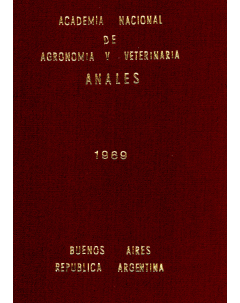 ACADEMIA NACIONAL
DE
AGRONOMIA Y VETERINARIA
ANALES
1969
BUENOS AIRES
REPUBLICA ARGENTINA